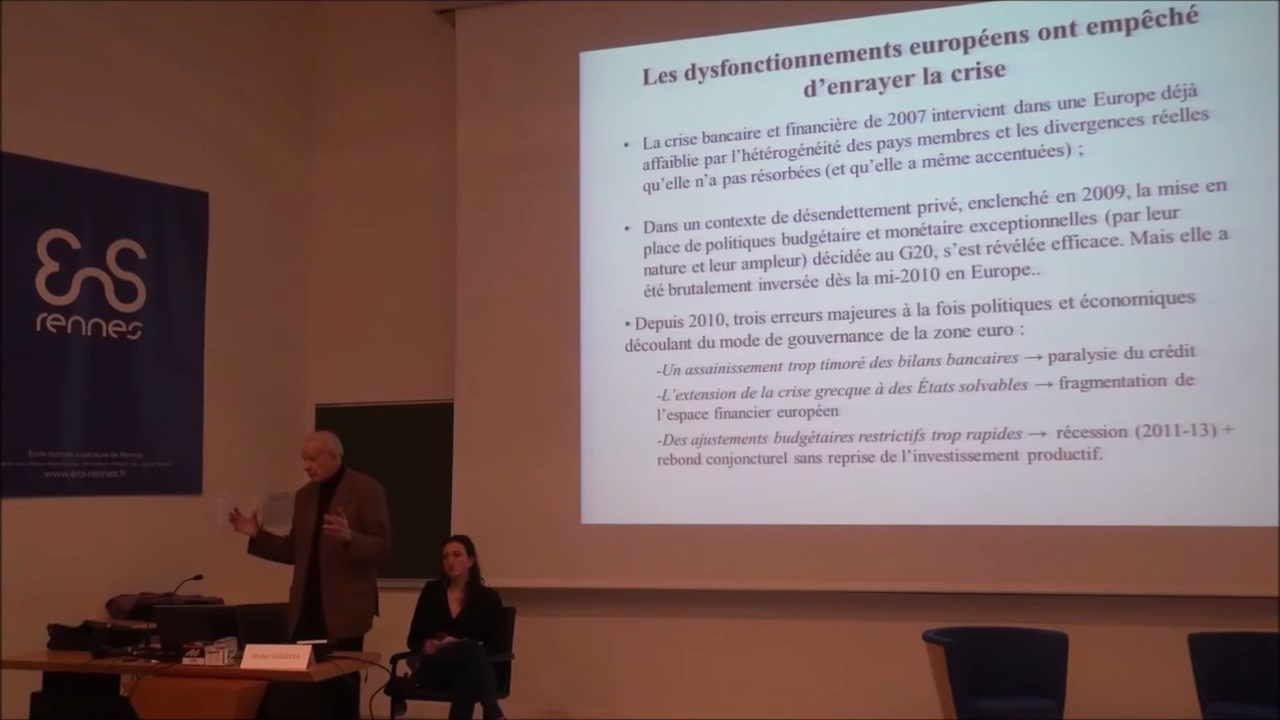 Les dysfonctionnements européens ont empêché
d'enrayer la crise
• La crise bancaire et financière de 2007 intervient dans une Europe déjà
affaiblie par l'hétérogénéité des pays membres et les divergences réelles
qu'elle n'a pas résorbées (et qu'elle a même accentuées) ;
• Dans un contexte de désendettement privé, enclenché en 2009, la mise en
place de politiques budgétaire et monétaire exceptionnelles (par leur
nature et leur ampleur) décidée au G20, s'est révélée efficace. Mais elle a
été brutalement inversée dès la mi-2010 en Europe..
• Depuis 2010, trois erreurs majeures à la fois politiques et économiques
découlant du mode de gouvernance de la zone euro :
-Un assainissement trop timoré des bilans bancaires → paralysie du crédit
-L'extension de la crise grecque à des États solvables → fragmentation de
l'espace financier européen
-Des ajustements budgétaires restrictifs trop rapides → récession (2011-13) +
rebond conjoncturel sans reprise de l'investissement productif.
ENS
rennes
École normale supérieure de Rennes
www.ens-rennes.fr
Michel AGLIETTA